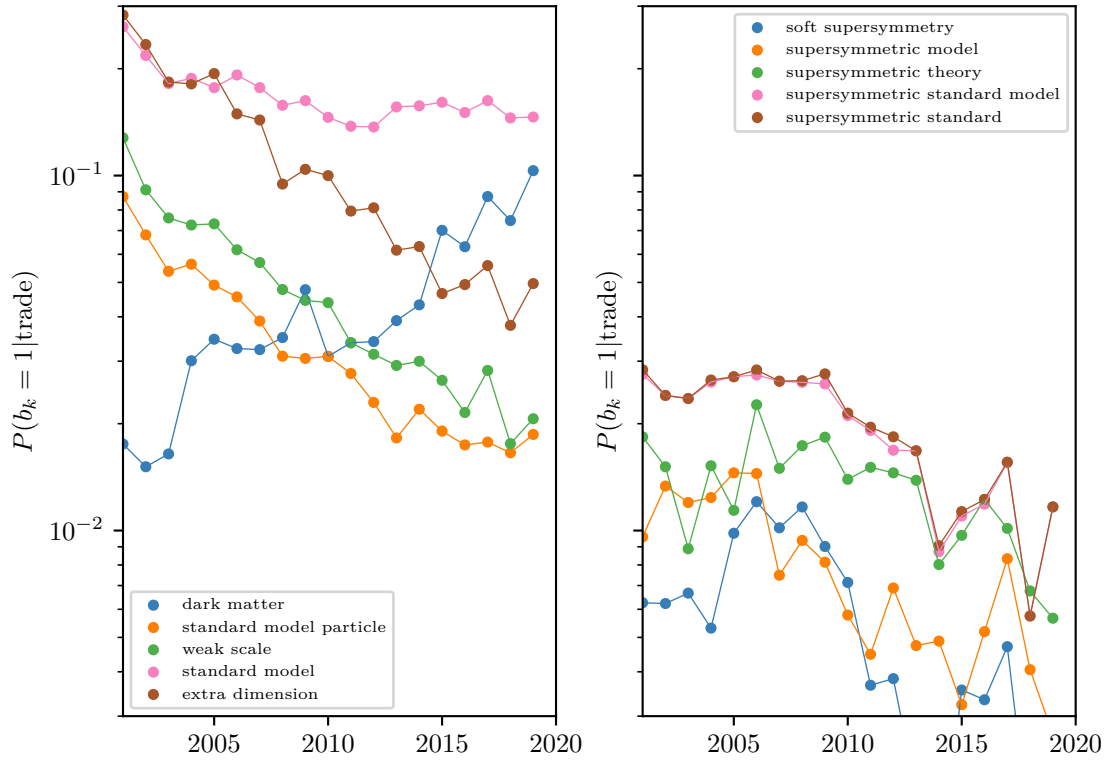 P(b_k = 1|trade)
10^{-1}
10^{-2}
dark matter
standard model particle
weak scale
standard model
extra dimension
2005
2010
2015
2020
P(b_k = 1|trade)
soft supersymmetry
supersymmetric model
supersymmetric theory
supersymmetric standard model
supersymmetric standard
2005
2010
2015
2020